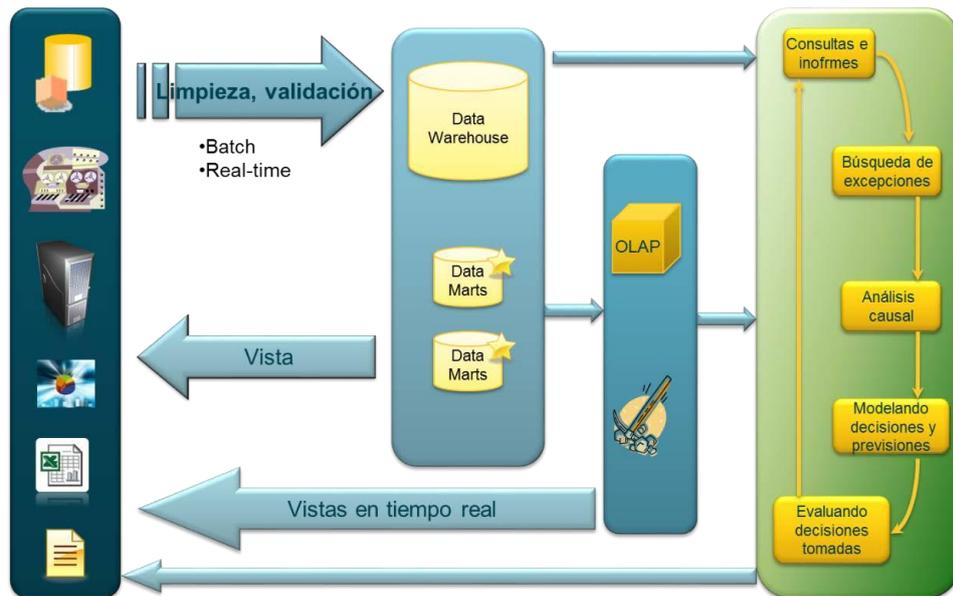 Limpieza, validación
•Batch
•Real-time
Data
Warehouse
Data
Marts
Data
Marts
Vista
Vistas en tiempo real
OLAP
Consultas e
inofrmes
Búsqueda de
excepciones
Análisis
causal
Modelando
decisiones y
previsiones
Evaluando
decisiones
tomadas